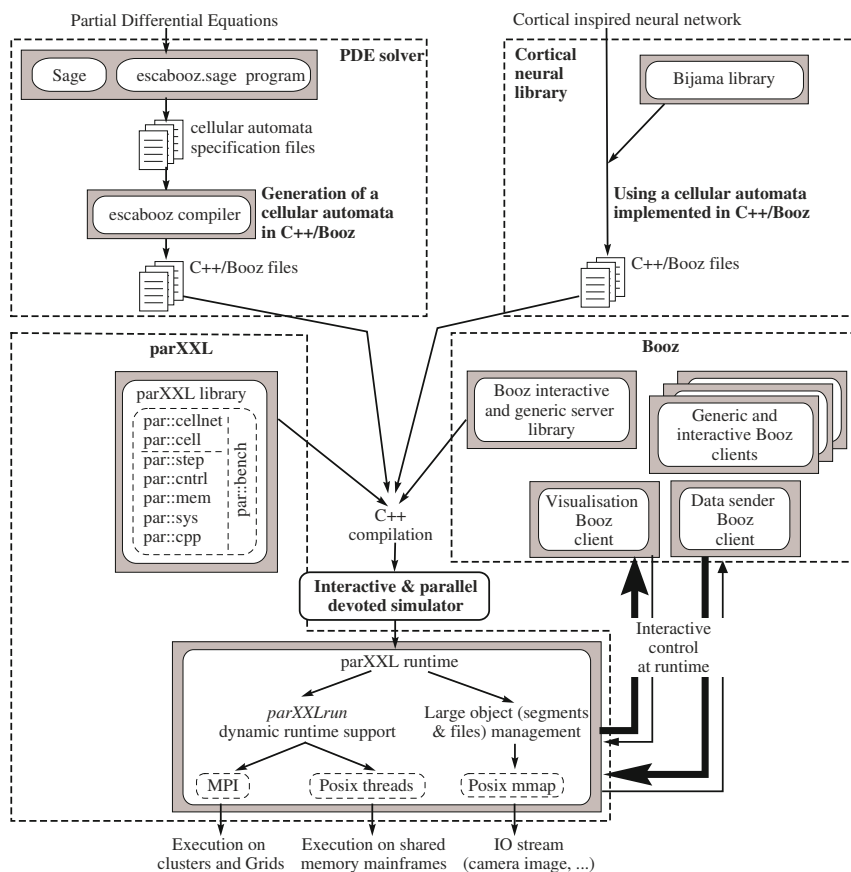 Partial Differential Equations
Cortical inspired neural network
PDE solver
Sage
escabooz.sage program
cellular automata
specification files
Generation of a
cellular automata
in C++/Booz
escabooz compiler
C++/Booz files
Cortical
neural
library
Bijama library
Using a cellular automata
implemented in C++/Booz
C++/Booz files
parXXL
parXXL library
par::cellnet
par::cell
par::step
par::cntrl
par::mem
par::sys
par::cpp
par::bench
Booz
Booz interactive
and generic server
library
Generic and
interactive Booz
clients
Visualisation
Booz
client
Data sender
Booz
client
C++
compilation
Interactive & parallel
devoted simulator
Interactive
control
at runtime
parXXL runtime
parXXLrun
dynamic runtime support
Large object (segments
& files) management
MPI
Posix threads
Posix mmap
Execution on
clusters and Grids
Execution on shared
memory mainframes
IO stream
(camera image, ...)